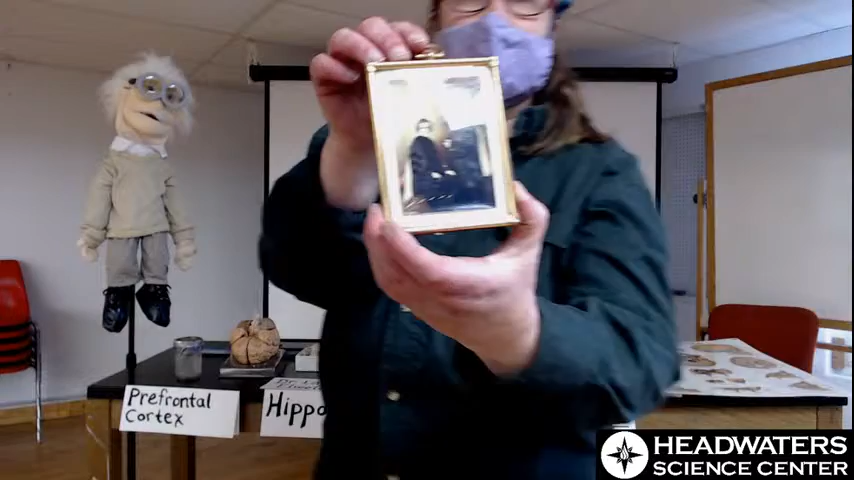 Prefrontal
Cortex
Hippo
HEADWATERS
SCIENCE CENTER